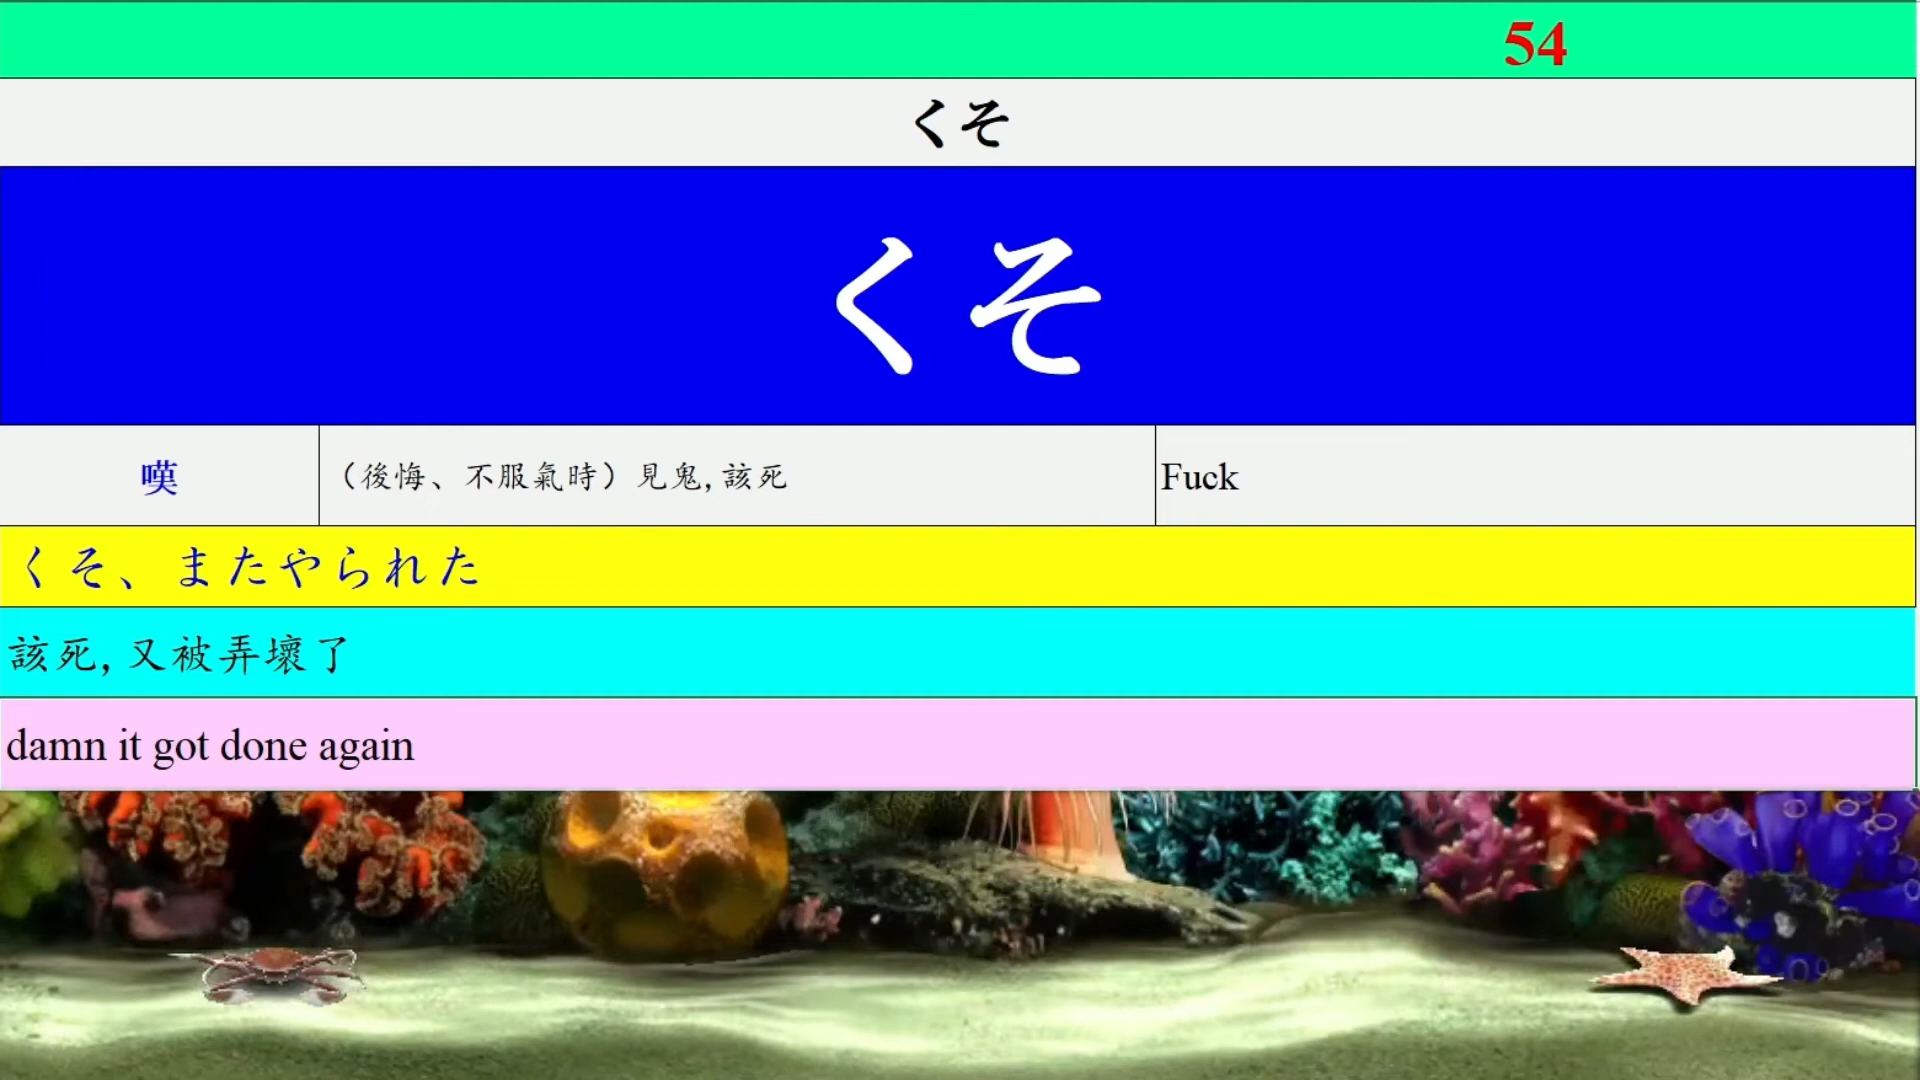 54
くそ
くそ
嘆
（後悔、不服氣時）見鬼,該死
Fuck
くそ、またやられた
該死,又被弄壞了
damn it got done again